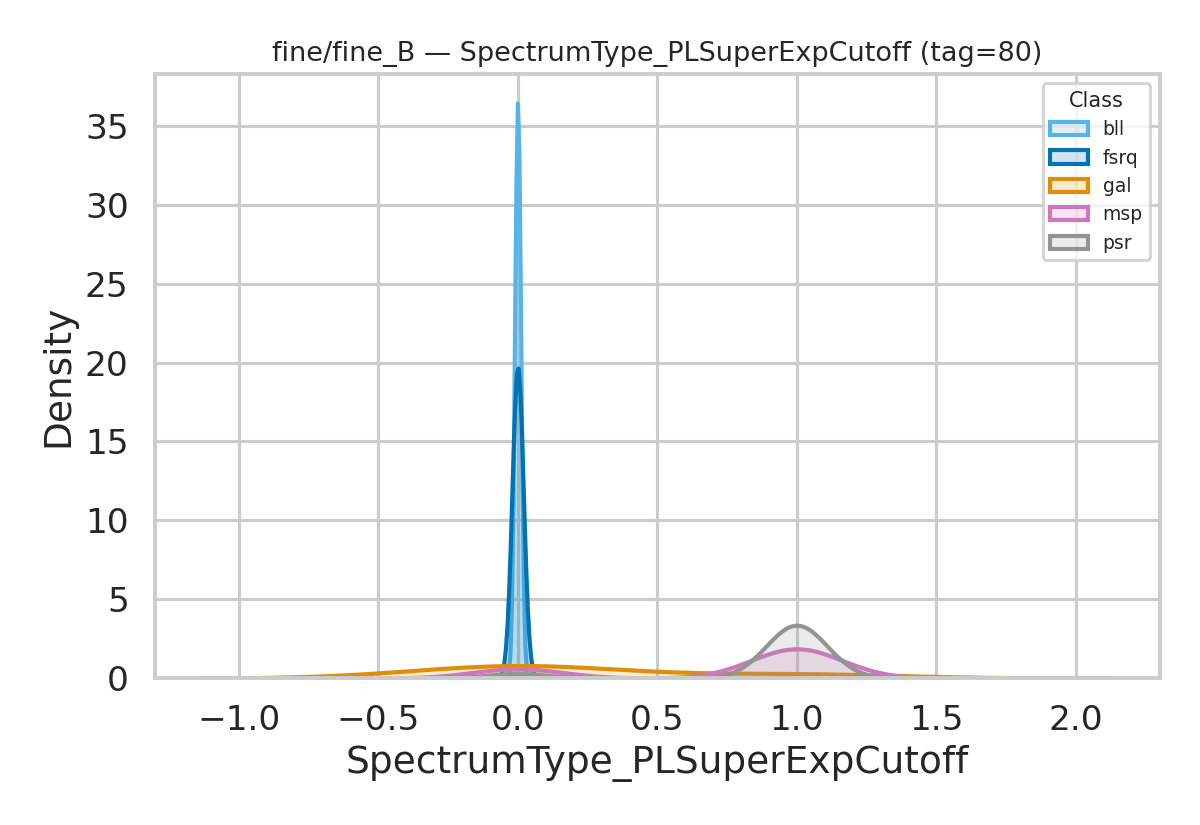 fine/fine_B — SpectrumType_PLSuperExpCutoff (tag=80)
Class
bll
fsrq
gal
msp
psr
Density
35
30
25
20
15
10
5
0
−1.0 −0.5 0.0 0.5 1.0 1.5 2.0
SpectrumType_PLSuperExpCutoff